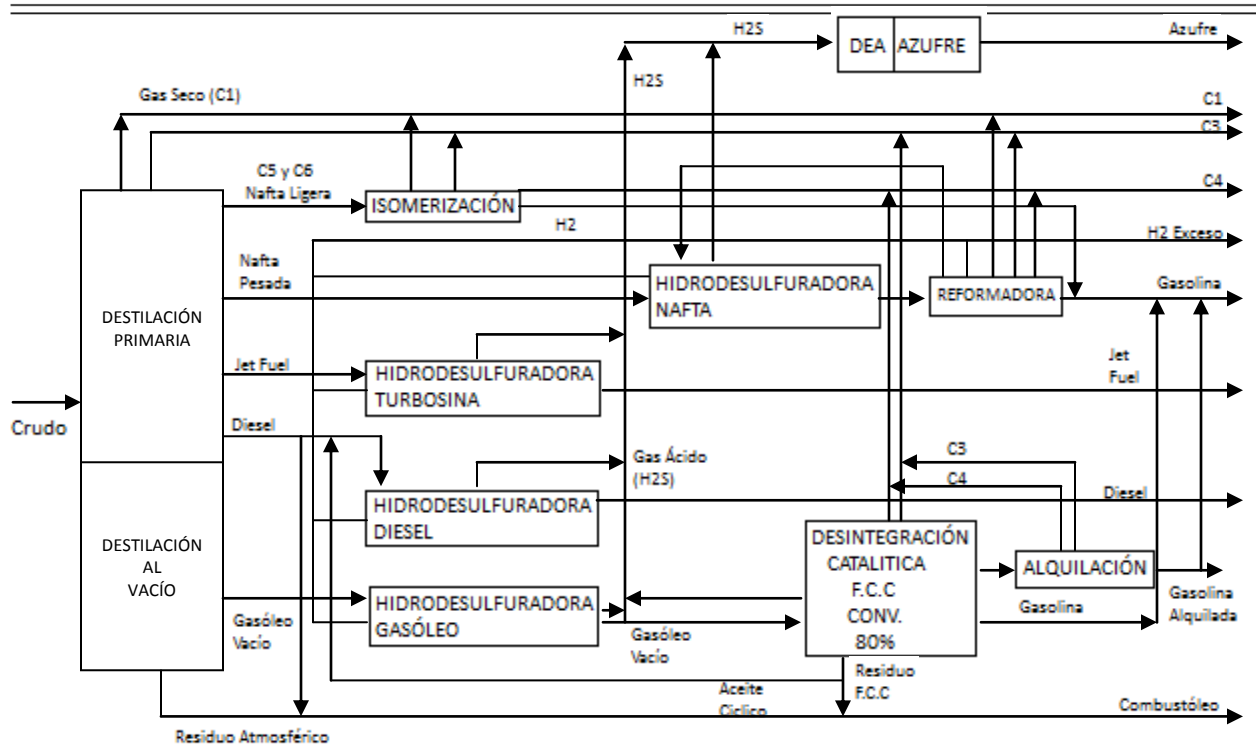 H2S
DEA
AZUFRE
Azufre
H2S
Gas Seco (C1)
C1
C3
C5 y C6
Nafta Ligera
ISOMERIZACIÓN
C4
H2
H2 Exceso
Nafta
Pesada
HIDRODESULFURADORA
NAFTA
REFORMADORA
Gasolina
DESTILACIÓN
PRIMARIA
Jet Fuel
HIDRODESULFURADORA
TURBOSINA
Jet
Fuel
Crudo
Diesel
Gas Ácido
(H2S)
C3
C4
HIDRODESULFURADORA
DIESEL
Diesel
DESTILACIÓN
AL
VACÍO
DESINTEGRACIÓN
CATALITICA
F.C.C
CONV.
80%
ALQUILACIÓN
Gasolina
Gasolina
Alquilada
HIDRODESULFURADORA
GASÓLEO
Gasóleo
Vacío
Gasóleo
Vacío
Residuo
F.C.C
Aceite
Ciclico
Combustóleo
Residuo Atmosférico